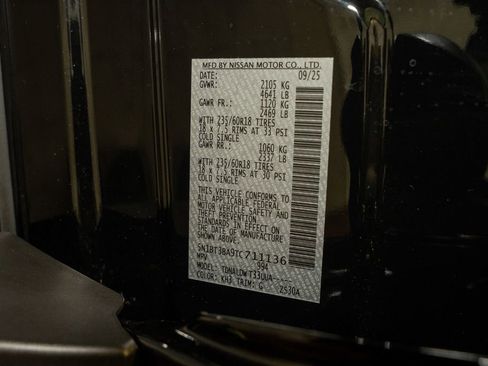 MFD BY NISSAN MOTOR CO., LTD.
DATE: 09/25
GVWR: 2105 KG
4641 LB
GAWR FR.: 1120 KG
2469 LB
WITH 235/60R18 TIRES
18 x 7.5 RIMS AT 33 PSI
COLD SINGLE
GAWR RR.: 1060 KG
2337 LB
WITH 235/60R18 TIRES
18 x 7.5 RIMS AT 30 PSI
COLD SINGLE
THIS VEHICLE CONFORMS TO
ALL APPLICABLE FEDERAL
MOTOR VEHICLE SAFETY AND
THEFT PREVENTION
STANDARDS IN EFFECT ON
THE DATE OF MANUFACTURE
SHOWN ABOVE.
5N1BT3BA9TC711136
MPV 994
MODEL: TDNALDW T33UUA
COLOR: KH3 TRIM: G 2530A